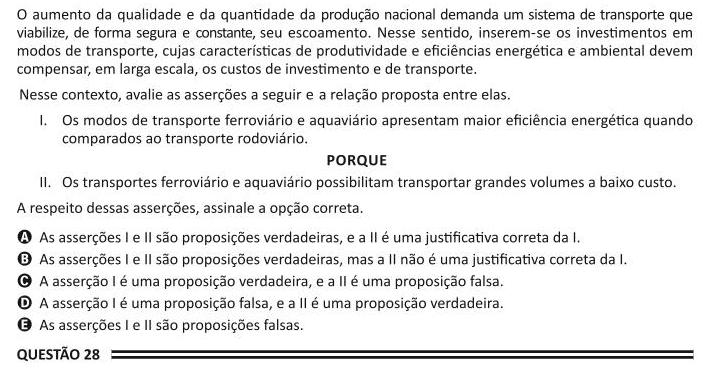 O aumento da qualidade e da quantidade da produção nacional demanda um sistema de transporte que
viabilize, de forma segura e constante, seu escoamento. Nesse sentido, inserem-se os investimentos em
modos de transporte, cujas características de produtividade e eficiências energética e ambiental devem
compensar, em larga escala, os custos de investimento e de transporte.
Nesse contexto, avalie as asserções a seguir e a relação proposta entre elas.
I. Os modos de transporte ferroviário e aquaviário apresentam maior eficiência energética quando
comparados ao transporte rodoviário.
PORQUE
II. Os transportes ferroviário e aquaviário possibilitam transportar grandes volumes a baixo custo.
A respeito dessas asserções, assinale a opção correta.
A As asserções I e II são proposições verdadeiras, e a II é uma justificativa correta da I.
B As asserções I e II são proposições verdadeiras, mas a II não é uma justificativa correta da I.
C A asserção I é uma proposição verdadeira, e a II é uma proposição falsa.
D A asserção I é uma proposição falsa, e a II é uma proposição verdadeira.
E As asserções I e II são proposições falsas.
QUESTÃO 28